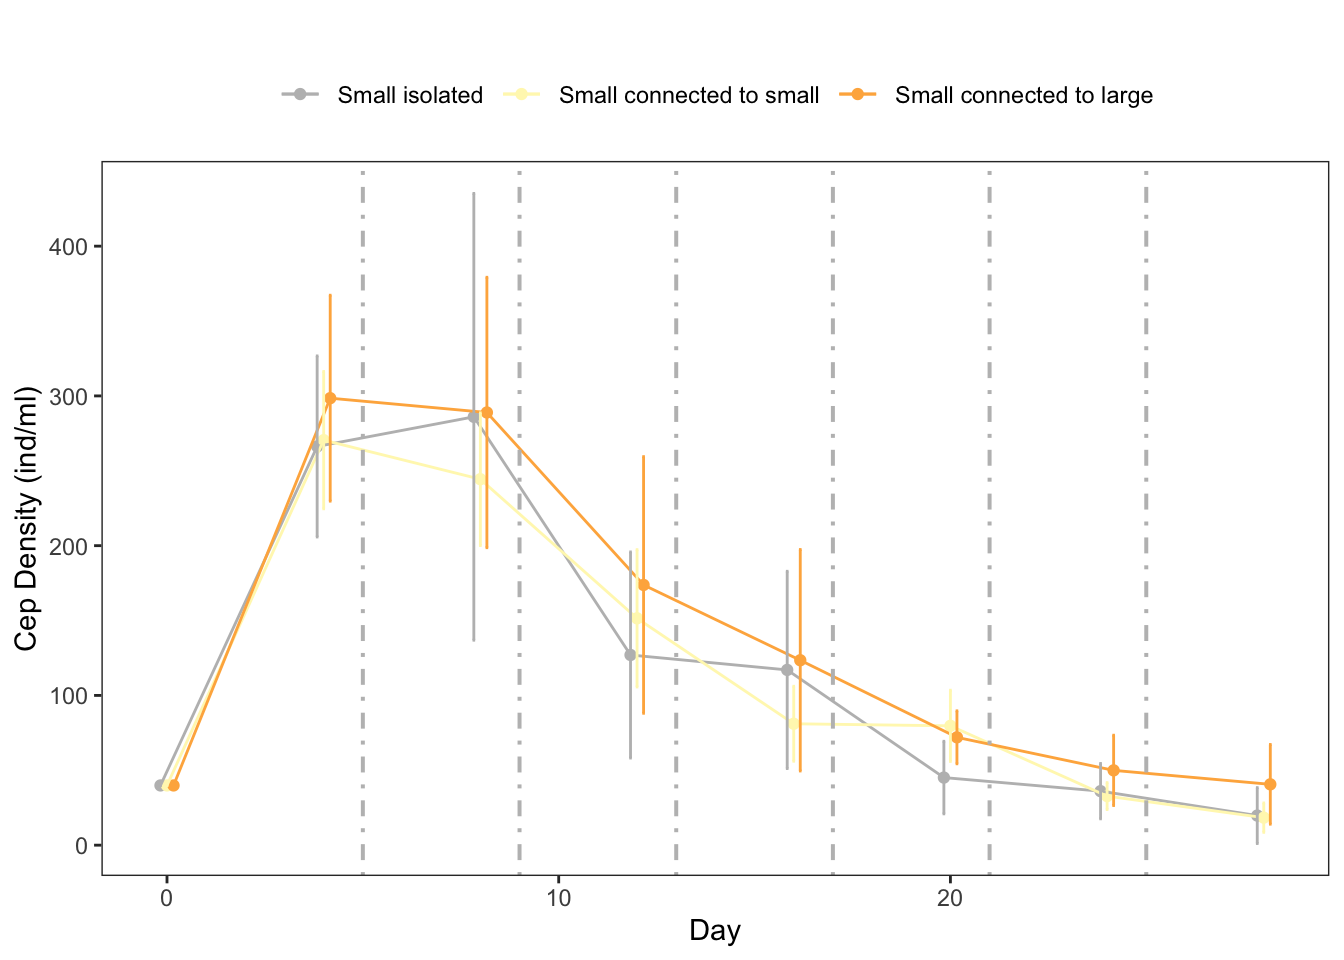 Small isolated Small connected to small Small connected to large
Cep Density (ind/ml)
400
300
200
100
0
0 10 20
Day